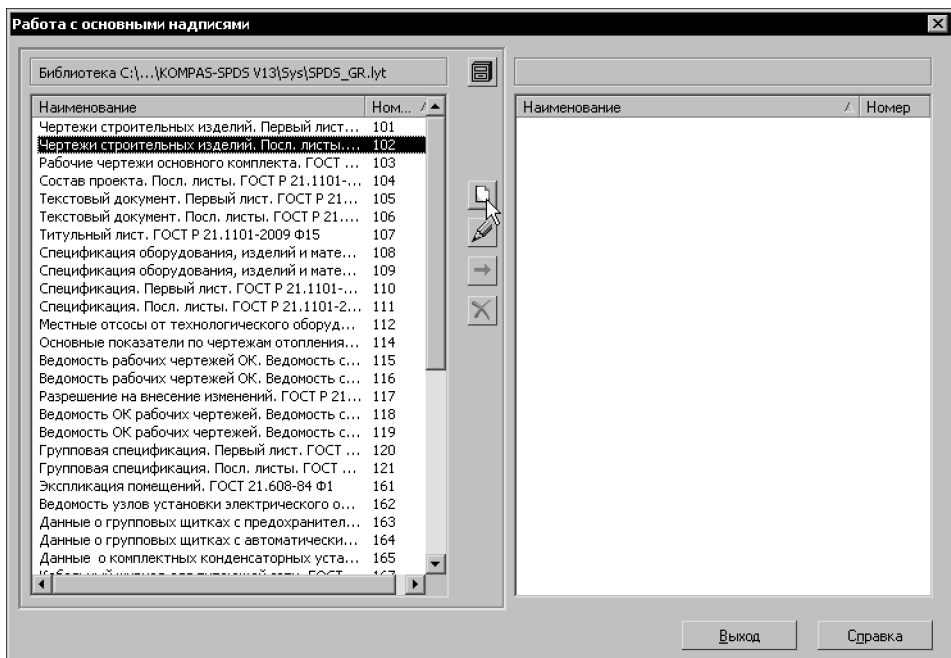 Работа с основными надписями
Библиотека C:\...\KOMPAS-SPDS V13\Sys\SPDS_GR.lyt
Наименование Ном...
Чертежи строительных изделий. Первый лист... 101
Чертежи строительных изделий. Посл. листы.... 102
Рабочие чертежи основного комплекта. ГОСТ ... 103
Состав проекта. Посл. листы. ГОСТ Р 21.1101-... 104
Текстовый документ. Первый лист. ГОСТ Р 21... 105
Текстовый документ. Посл. листы. ГОСТ Р 21.... 106
Титульный лист. ГОСТ Р 21.1101-2009 Ф15 107
Спецификация оборудования, изделий и мате... 108
Спецификация оборудования, изделий и мате... 109
Спецификация. Первый лист. ГОСТ Р 21.1101-... 110
Спецификация. Посл. листы. ГОСТ Р 21.1101-2... 111
Местные отсосы от технологического оборуд... 112
Основные показатели по чертежам отопления... 114
Ведомость рабочих чертежей ОК. Ведомость с... 115
Ведомость рабочих чертежей ОК. Ведомость с... 116
Разрешение на внесение изменений. ГОСТ Р 21... 117
Ведомость ОК рабочих чертежей. Ведомость с... 118
Ведомость ОК рабочих чертежей. Ведомость с... 119
Групповая спецификация. Первый лист. ГОСТ ... 120
Групповая спецификация. Посл. листы. ГОСТ ... 121
Экспликация помещений. ГОСТ 21.608-84 Ф1 161
Ведомость узлов установки электрического о... 162
Данные о групповых щитках с предохранител... 163
Данные о групповых щитках с автоматически... 164
Данные о комплектных конденсаторных уста... 165
Наименование Номер
Выход Справка